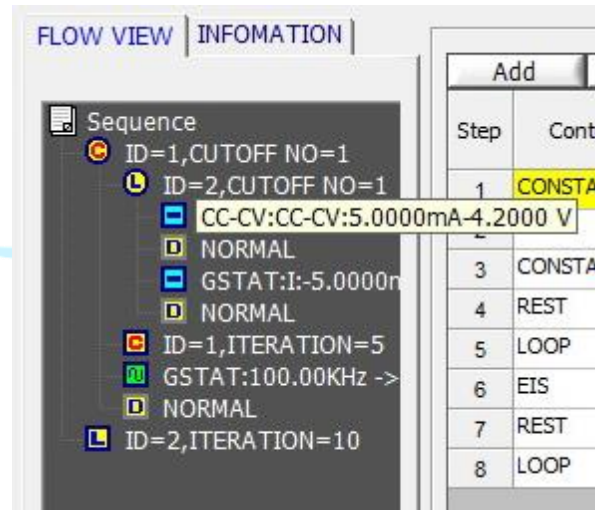 FLOW VIEW
INFOMATION
Sequence
C ID=1,CUTOFF NO=1
L ID=2,CUTOFF NO=1
CC-CV:CC-CV:5.0000mA-4.2000 V
D NORMAL
GSTAT:I:-5.0000m
D NORMAL
C ID=1,ITERATION=5
GSTAT:100.00KHz ->
D NORMAL
L ID=2,ITERATION=10
Add
Step Cont
1 CONSTA
3 CONSTA
4 REST
5 LOOP
6 EIS
7 REST
8 LOOP